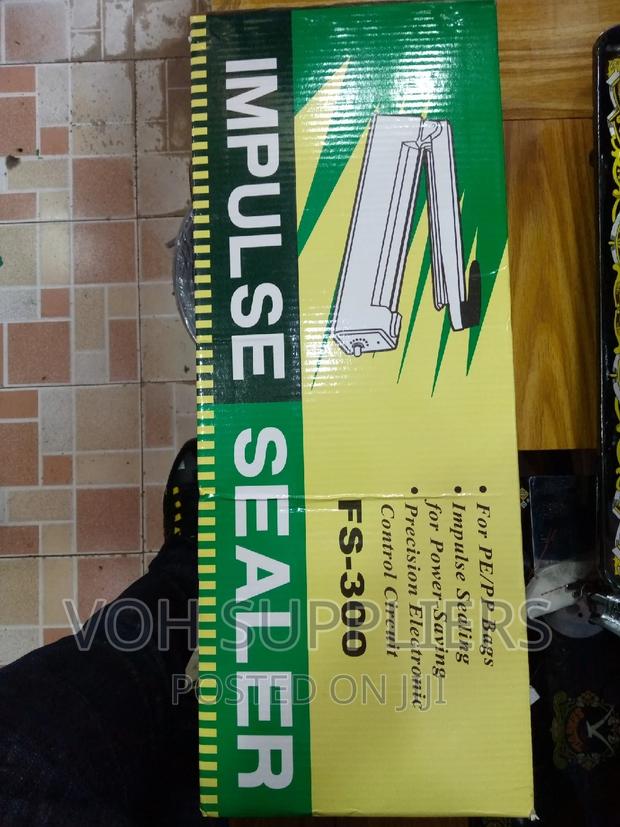 IMPULSE SEALER
FS-300
• For PE/PP Bags
• Impulse Sealing
for Power-Saving
• Precision Electronic
Control Circuit
VOH SUPPLIERS
POSTED ON JIJI